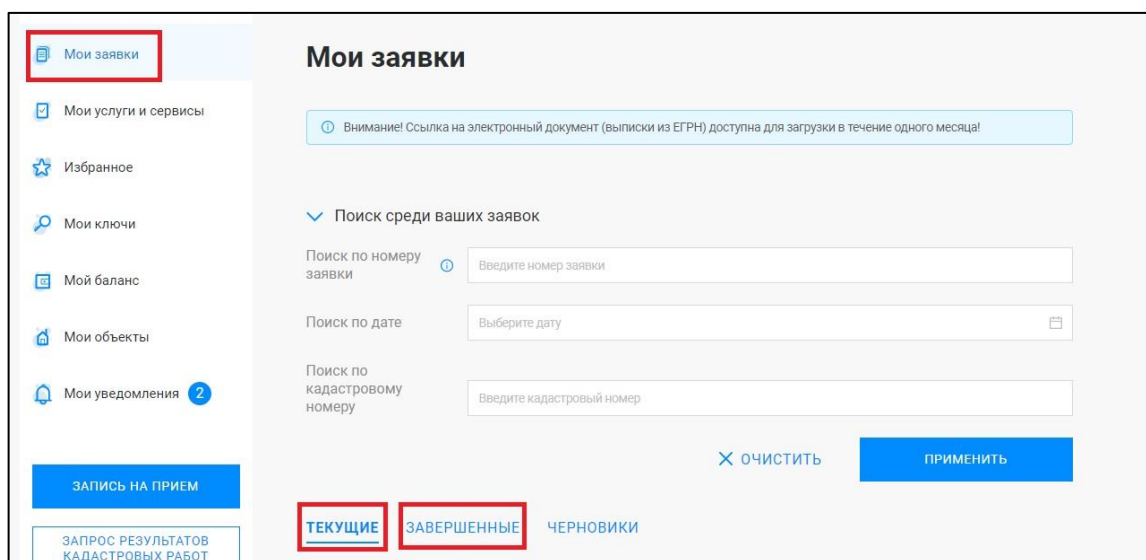 Мои заявки
Мои услуги и сервисы
Избранное
Мои ключи
Мой баланс
Мои объекты
Мои уведомления 2
ЗАПИСЬ НА ПРИЕМ
ЗАПРОС РЕЗУЛЬТАТОВ
КАДАСТРОВЫХ РАБОТ
Мои заявки
Внимание! Ссылка на электронный документ (выписки из ЕГРН) доступна для загрузки в течение одного месяца!
Поиск среди ваших заявок
Поиск по номеру
заявки
Введите номер заявки
Поиск по дате
Выберите дату
Поиск по
кадастровому
номеру
Введите кадастровый номер
ОЧИСТИТЬ
ПРИМЕНИТЬ
ТЕКУЩИЕ ЗАВЕРШЕННЫЕ ЧЕРНОВИКИ